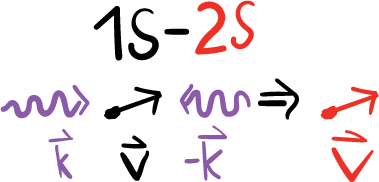 1S-2S
⇒
k⃗ v⃗ -k⃗ v⃗